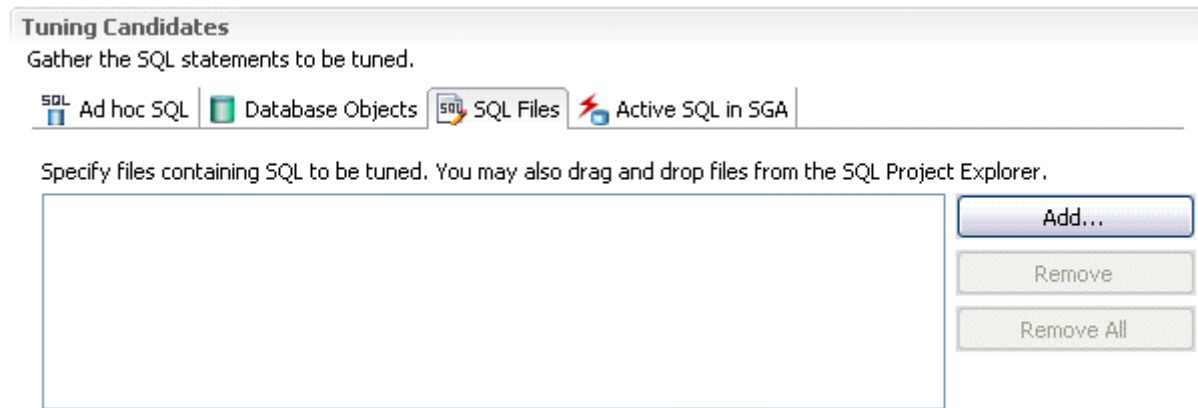 Tuning Candidates
Gather the SQL statements to be tuned.
SQL Ad hoc SQL Database Objects SQL SQL Files Active SQL in SGA
Specify files containing SQL to be tuned. You may also drag and drop files from the SQL Project Explorer.
Add...
Remove
Remove All